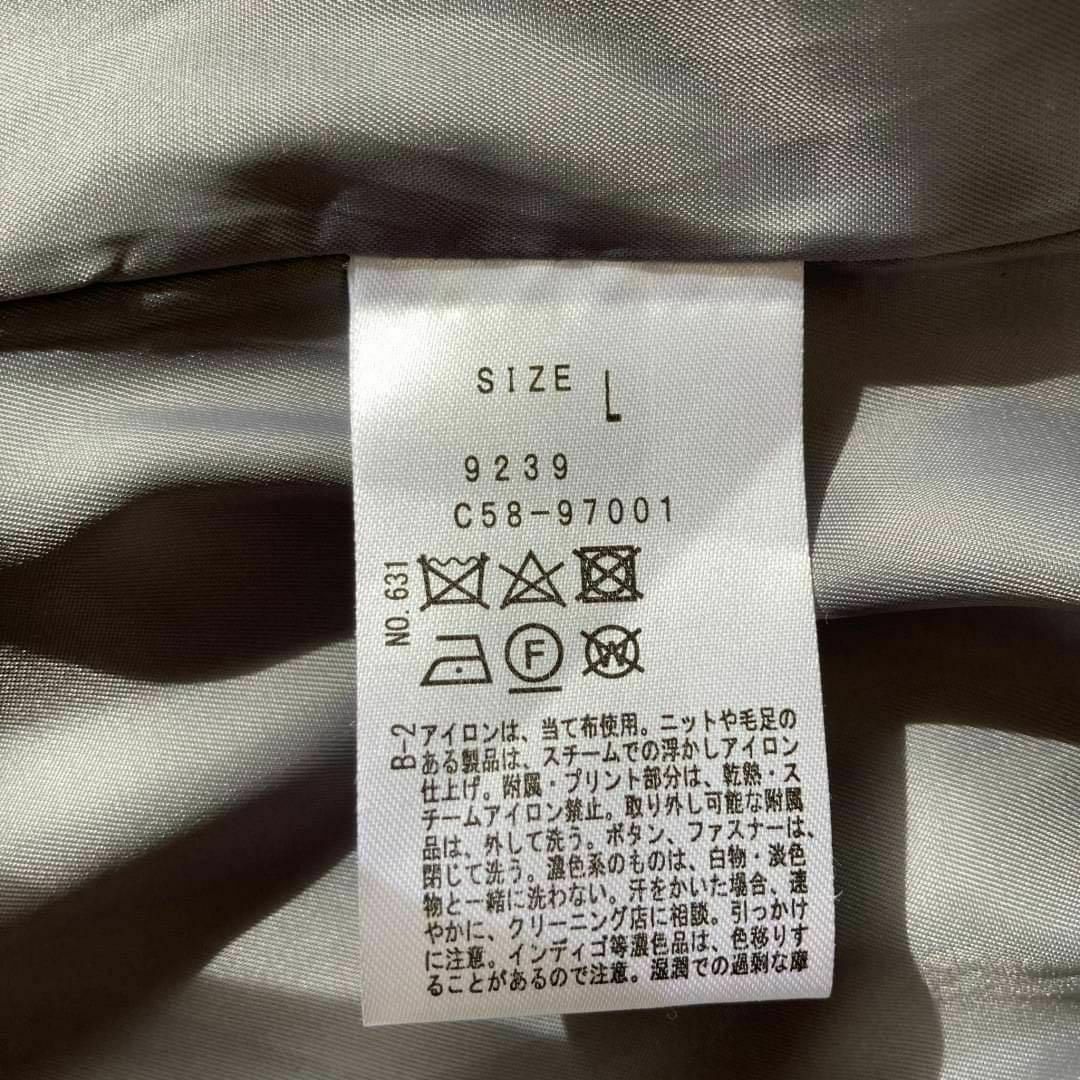 SIZE L
9239
C58-97001
NO.631
F W
B-2
アイロンは、当て布使用。ニットや毛足の
ある製品は、スチームでの浮かしアイロン
仕上げ。附属・プリント部分は、乾熱・ス
チームアイロン禁止。取り外し可能な附属
品は、外して洗う。ボタン、ファスナーは、
閉じて洗う。濃色系のものは、白物・淡色
物と一緒に洗わない。汗をかいた場合、速
やかに、クリーニング店に相談。引っかけ
に注意。インディゴ等濃色品は、色移りす
ることがあるので注意。湿潤での過剰な摩